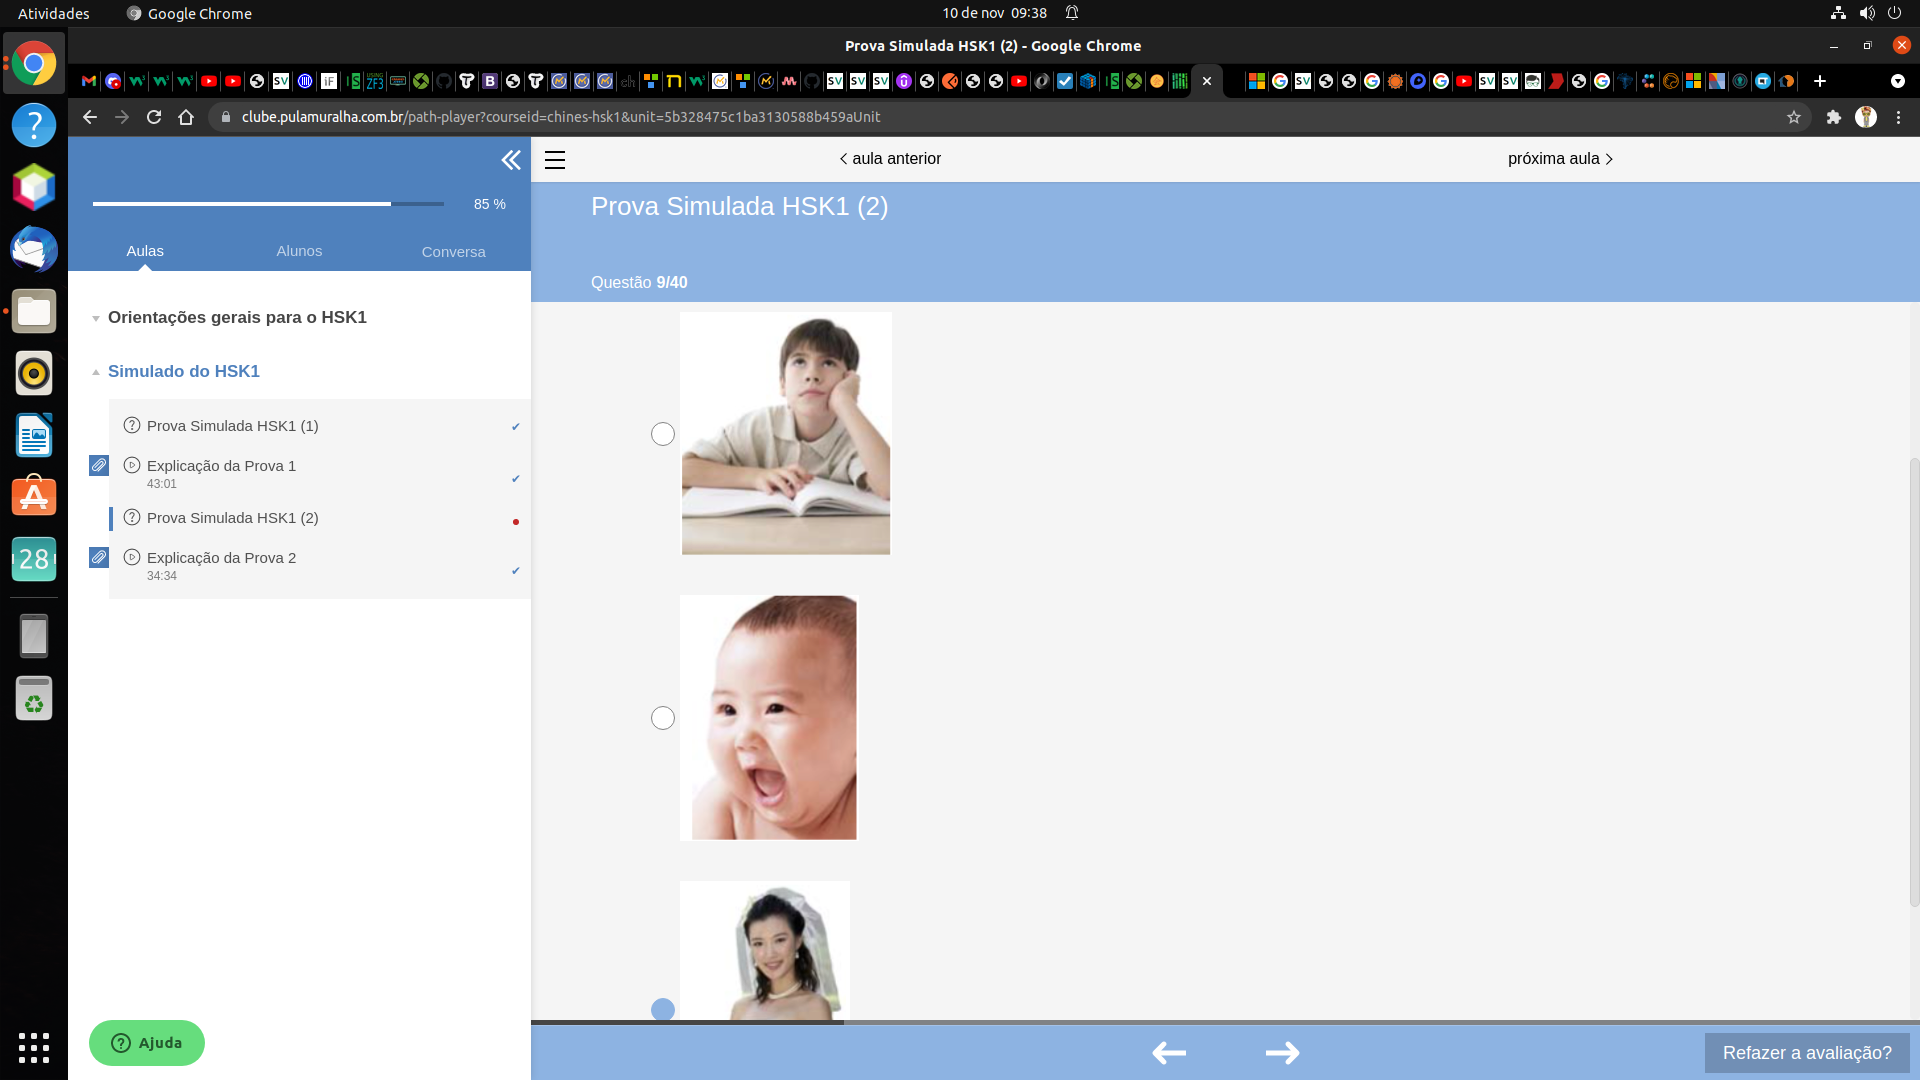 Atividades
Google Chrome
10 de nov 09:38
Prova Simulada HSK1 (2) - Google Chrome
clube.pulamuralha.com.br/path-player?courseid=chines-hsk1&unit=5b328475c1ba3130588b459aUnit
< aula anterior
próxima aula >
85 %
Aulas
Alunos
Conversa
Prova Simulada HSK1 (2)
Questão 9/40
Orientações gerais para o HSK1
Simulado do HSK1
Prova Simulada HSK1 (1)
Explicação da Prova 1
43:01
Prova Simulada HSK1 (2)
Explicação da Prova 2
34:34
28
Ajuda
Refazer a avaliação?